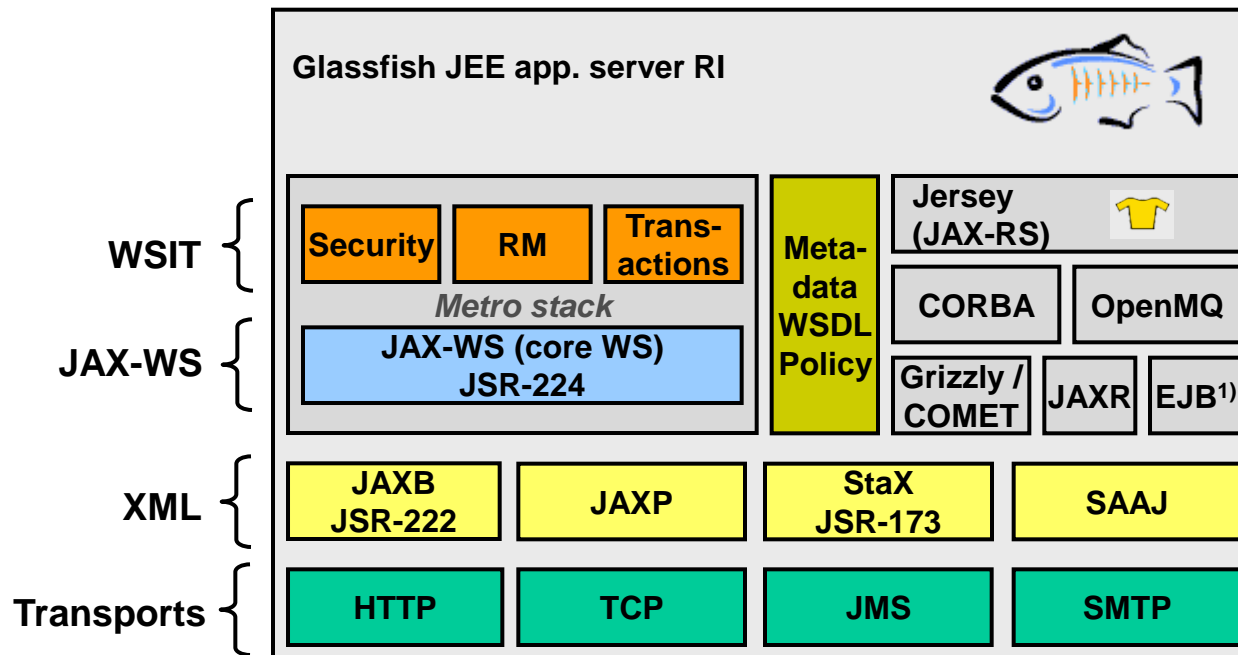 Glassfish JEE app. server RI
WSIT
Security
RM
Trans-
actions
Metro stack
JAX-WS
JAX-WS (core WS)
JSR-224
Meta-
data
WSDL
Policy
Jersey
(JAX-RS)
CORBA
OpenMQ
Grizzly /
COMET
JAXR
EJB1)
XML
JAXB
JSR-222
JAXP
StaX
JSR-173
SAAJ
Transports
HTTP
TCP
JMS
SMTP